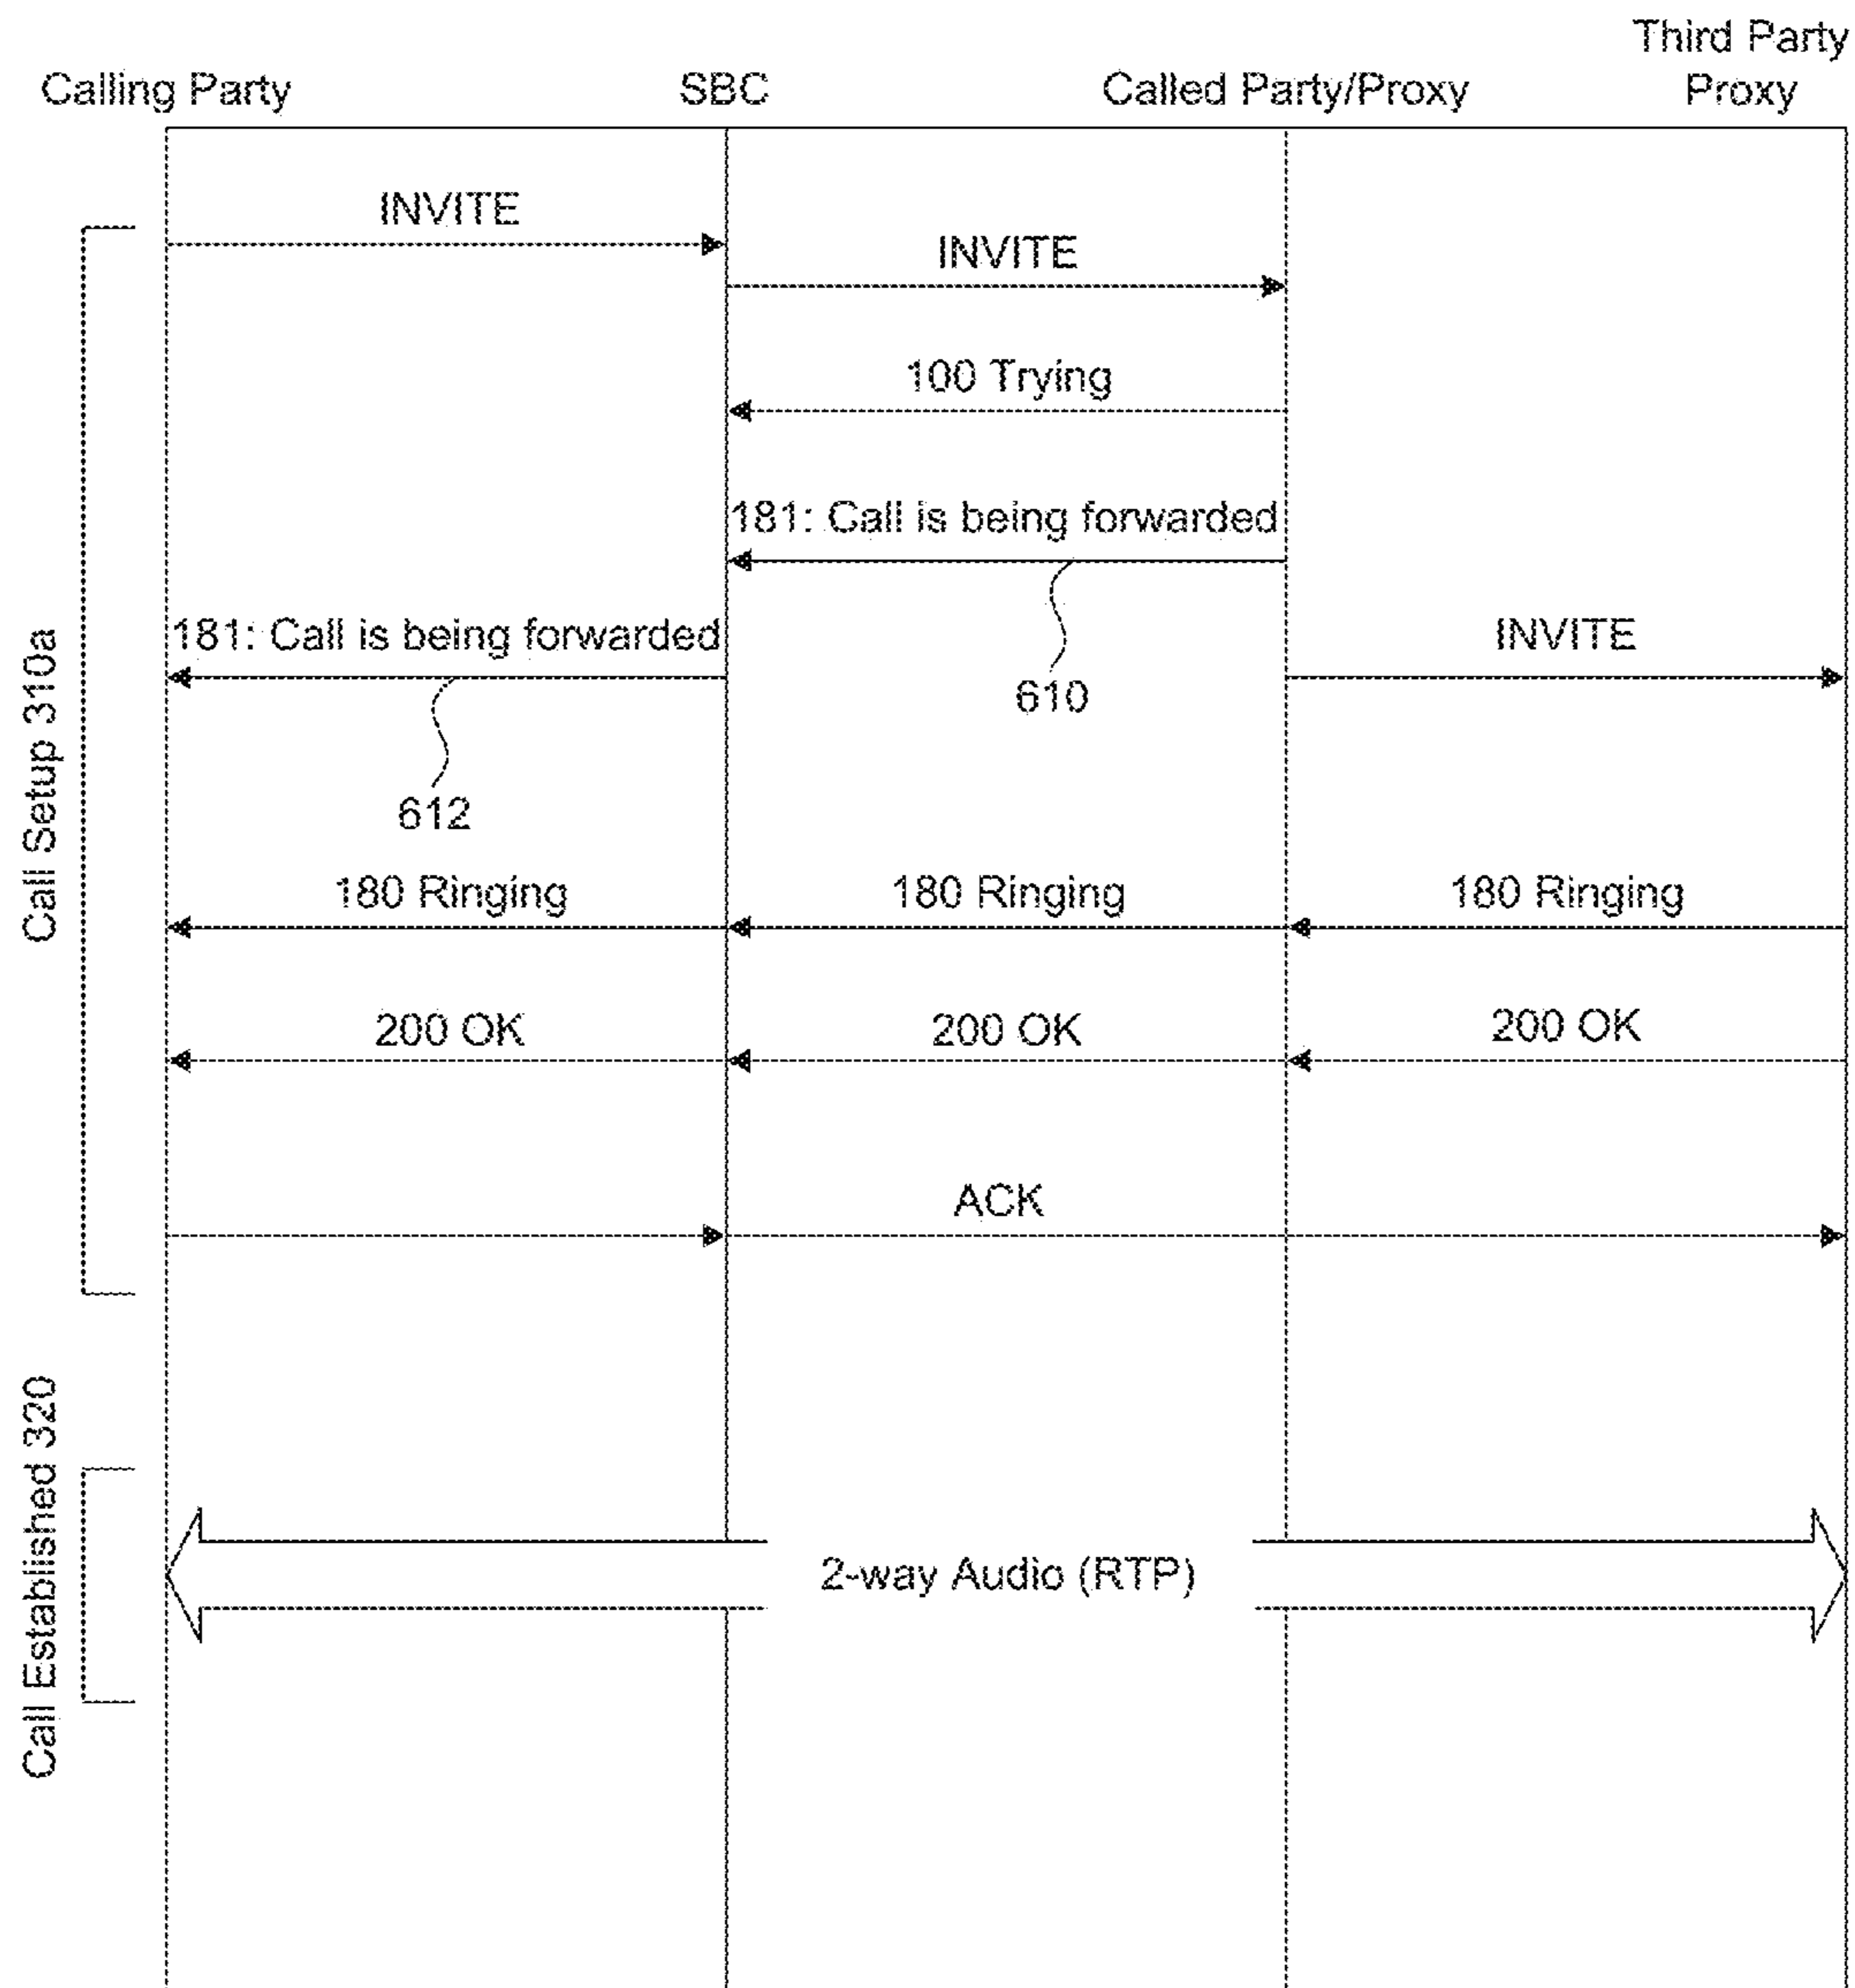 Calling Party
SBC
Called Party/Proxy
Third Party
Proxy
INVITE
INVITE
100 Trying
181: Call is being forwarded
610
181: Call is being forwarded
612
INVITE
180 Ringing
180 Ringing
180 Ringing
200 OK
200 OK
200 OK
ACK
Call Setup 310a
2-way Audio (RTP)
Call Established 320